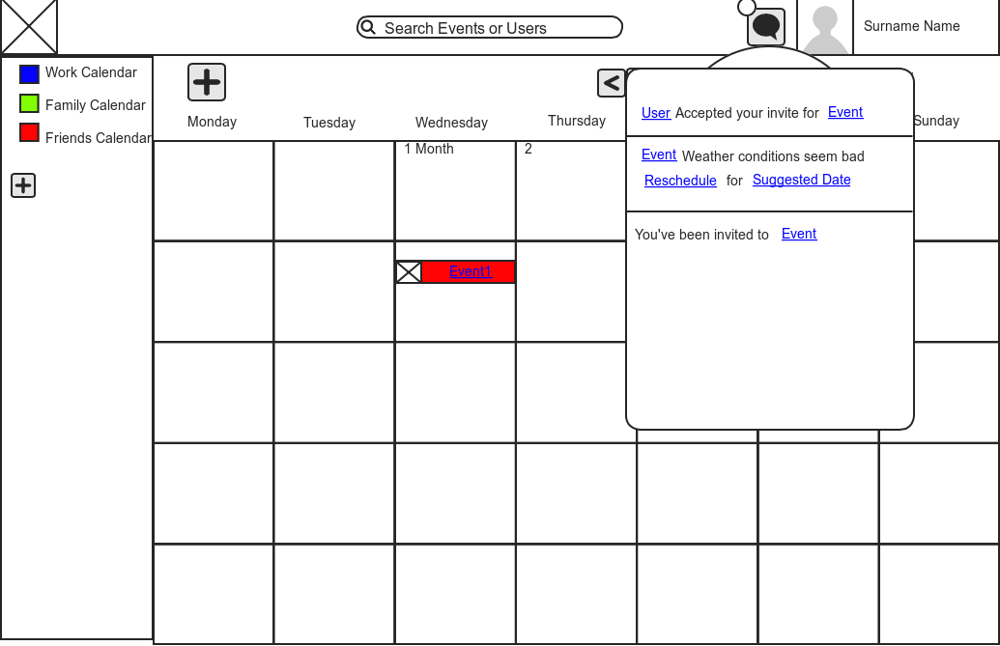 Search Events or Users
Surname Name
Work Calendar
Family Calendar
Friends Calendar
<
Monday
Tuesday
Wednesday
Thursday
Sunday
1 Month
2
Event1
User Accepted your invite for Event
Event Weather conditions seem bad
Reschedule for Suggested Date
You've been invited to Event